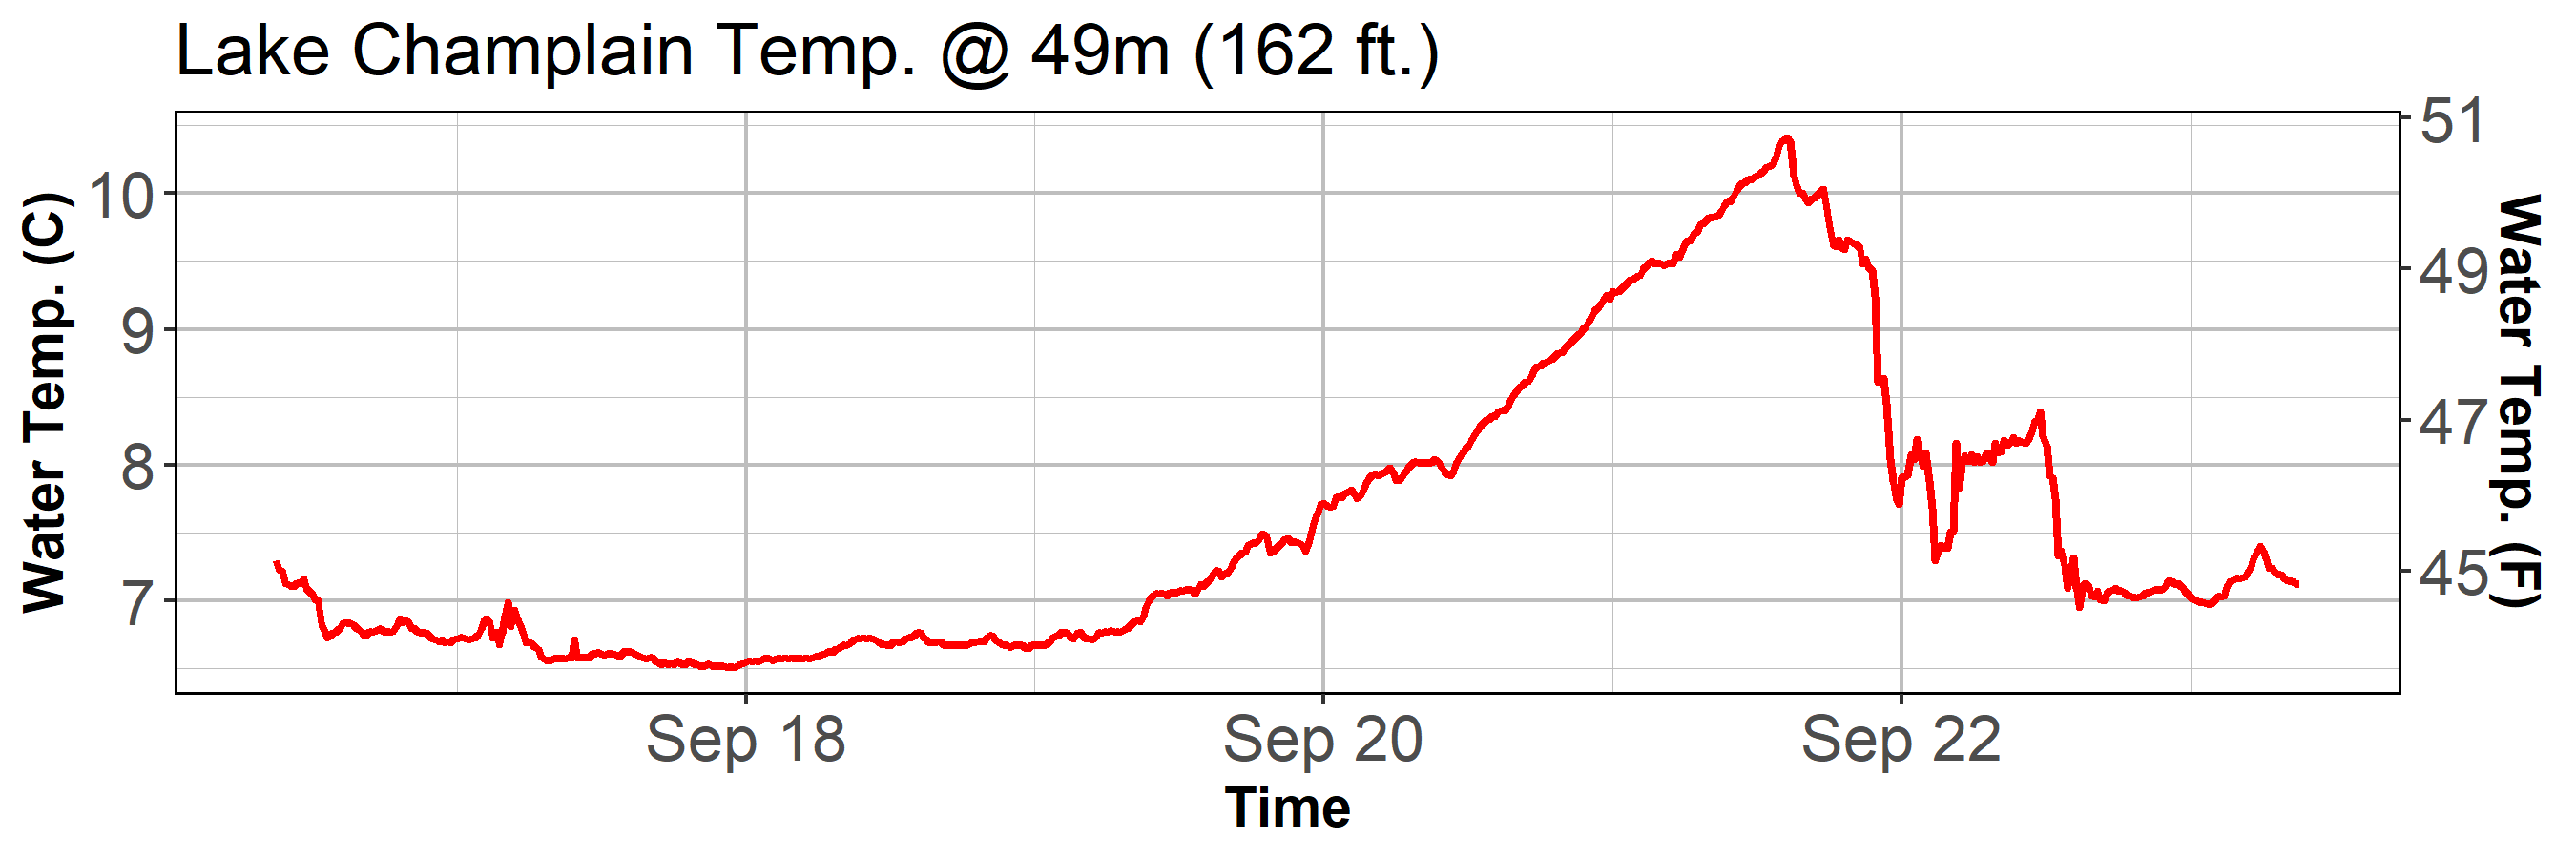 Lake Champlain Temp. @ 49m (162 ft.)
Water Temp. (C)
10
9
8
7
51
49
47
45
Water Temp. (F)
Sep 18
Sep 20
Sep 22
Time